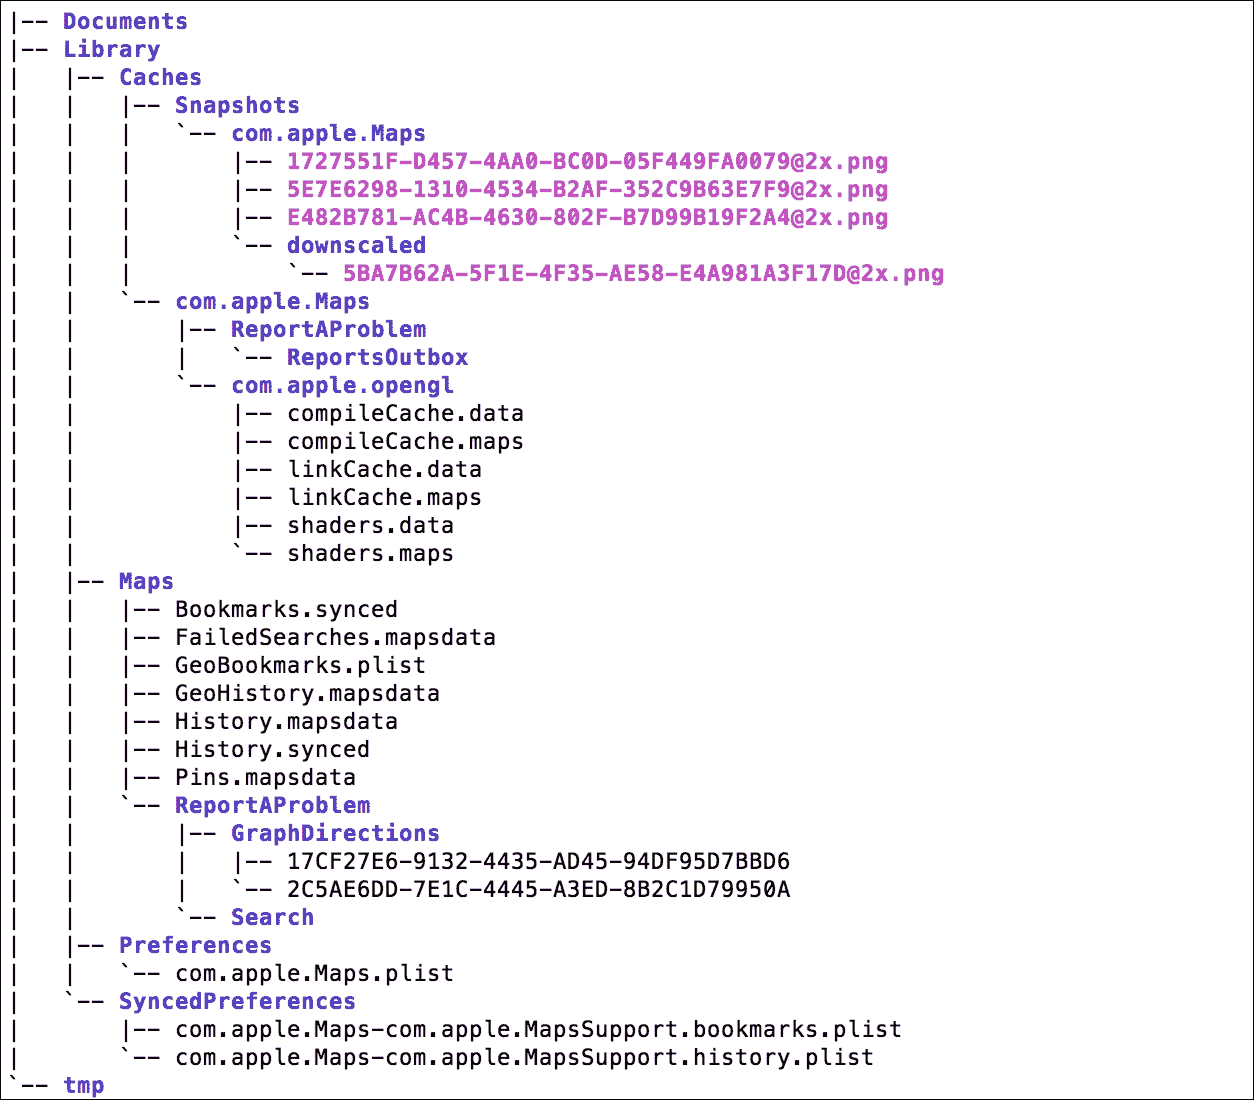 |-- Documents
|-- Library
|   |-- Caches
|   |   |-- Snapshots
|   |   |   `-- com.apple.Maps
|   |   |       |-- 1727551F-D457-4AA0-BC0D-05F449FA0079@2x.png
|   |   |       |-- 5E7E6298-1310-4534-B2AF-352C9B63E7F9@2x.png
|   |   |       |-- E482B781-AC4B-4630-802F-B7D99B19F2A4@2x.png
|   |   |       `-- downscaled
|   |   |           `-- 5BA7B62A-5F1E-4F35-AE58-E4A981A3F17D@2x.png
|   |   `-- com.apple.Maps
|   |       |-- ReportAProblem
|   |       |   `-- ReportsOutbox
|   |       `-- com.apple.opengl
|   |           |-- compileCache.data
|   |           |-- compileCache.maps
|   |           |-- linkCache.data
|   |           |-- linkCache.maps
|   |           |-- shaders.data
|   |           `-- shaders.maps
|   |-- Maps
|   |   |-- Bookmarks.synced
|   |   |-- FailedSearches.mapsdata
|   |   |-- GeoBookmarks.plist
|   |   |-- GeoHistory.mapsdata
|   |   |-- History.mapsdata
|   |   |-- History.synced
|   |   |-- Pins.mapsdata
|   |   `-- ReportAProblem
|   |       |-- GraphDirections
|   |       |   |-- 17CF27E6-9132-4435-AD45-94DF95D7BBD6
|   |       |   `-- 2C5AE6DD-7E1C-4445-A3ED-8B2C1D79950A
|   |       `-- Search
|   |-- Preferences
|   |   `-- com.apple.Maps.plist
|   `-- SyncedPreferences
|       |-- com.apple.Maps-com.apple.MapsSupport.bookmarks.plist
|       `-- com.apple.Maps-com.apple.MapsSupport.history.plist
`-- tmp